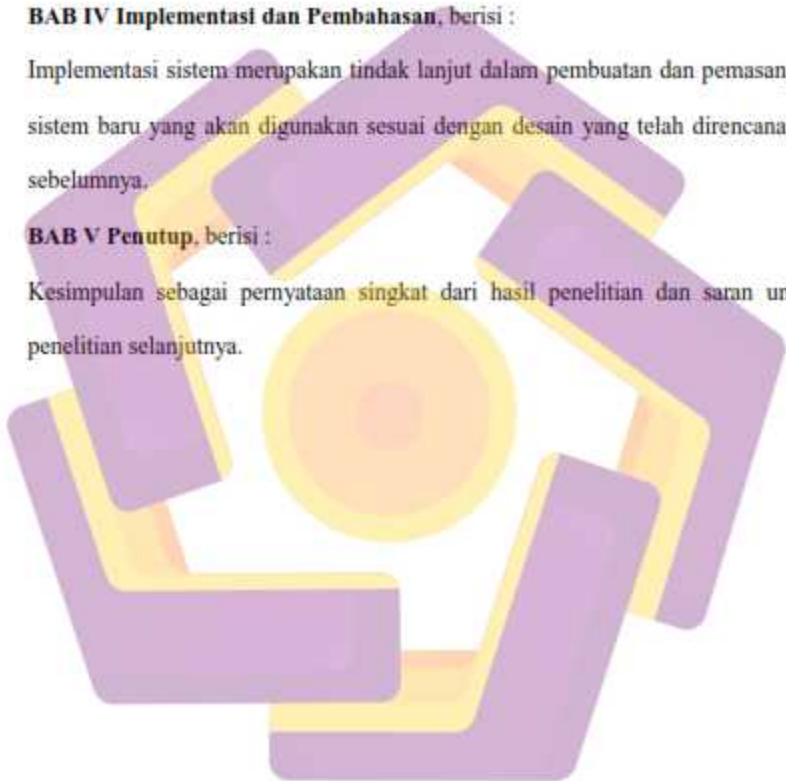 BAB IV Implementasi dan Pembahasan, berisi :
Implementasi sistem merupakan tindak lanjut dalam pembuatan dan pemasan
sistem baru yang akan digunakan sesuai dengan desain yang telah direncana
sebelumnya.
BAB V Penutup, berisi :
Kesimpulan sebagai pernyataan singkat dari hasil penelitian dan saran un
penelitian selanjutnya.